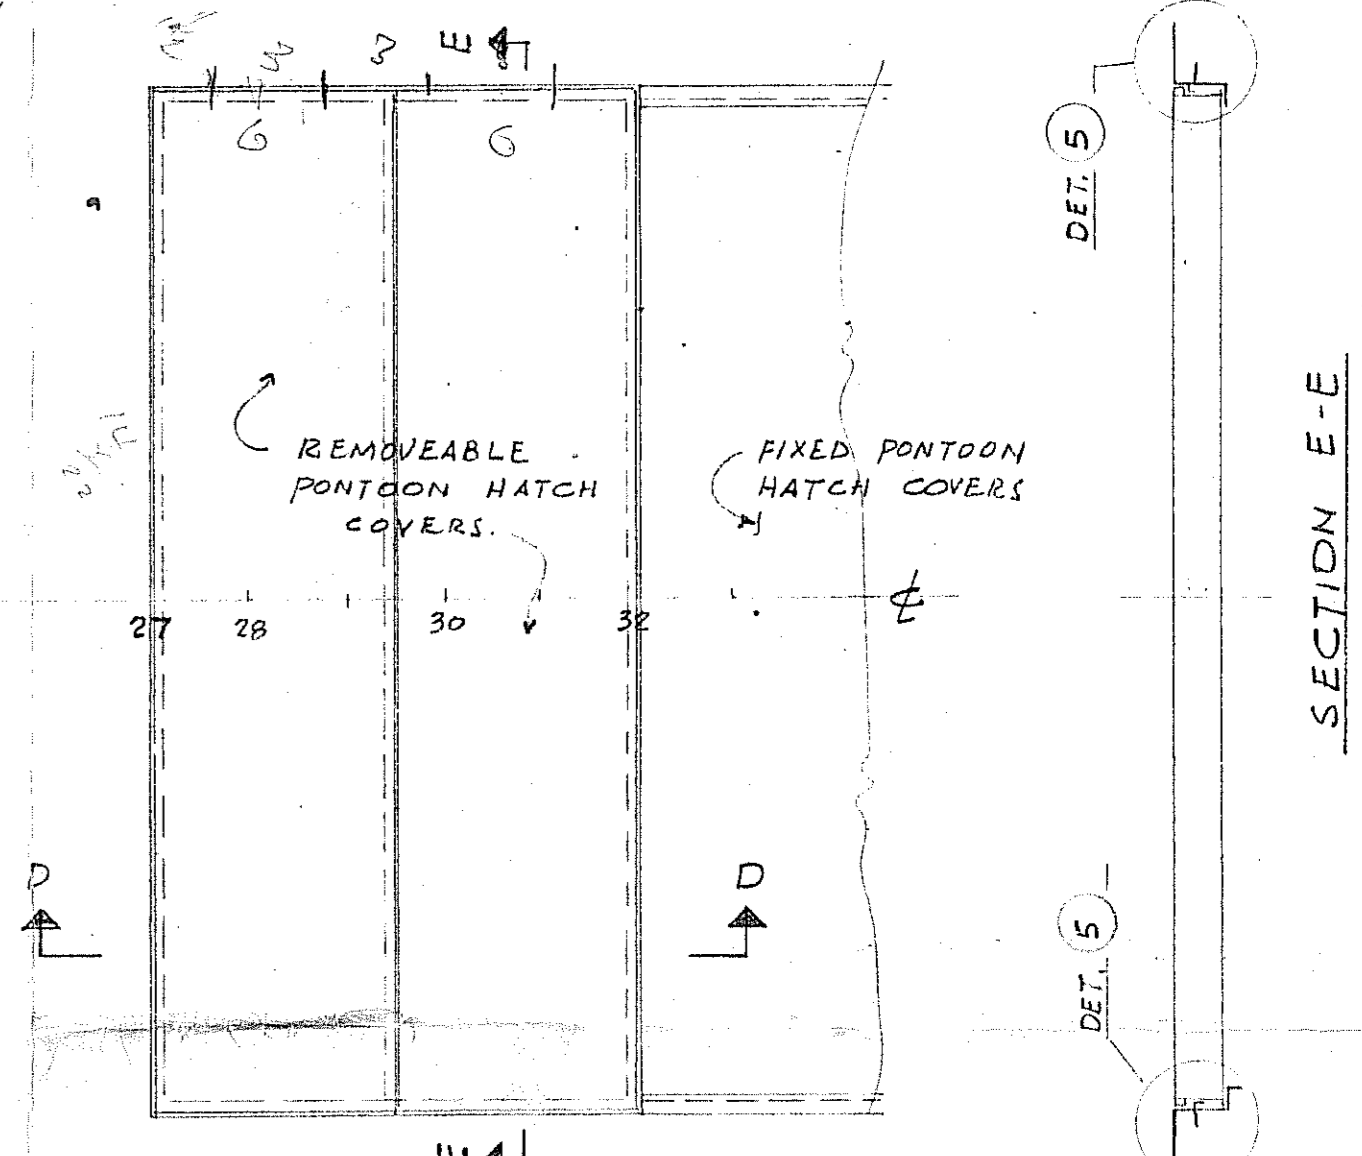 3
E
6
6
DET. 5
REMOVEABLE
PONTOON HATCH
COVERS.
FIXED PONTOON
HATCH COVERS
SECTION E-E
27 28 30 32 ℄
D D
DET. 5
E